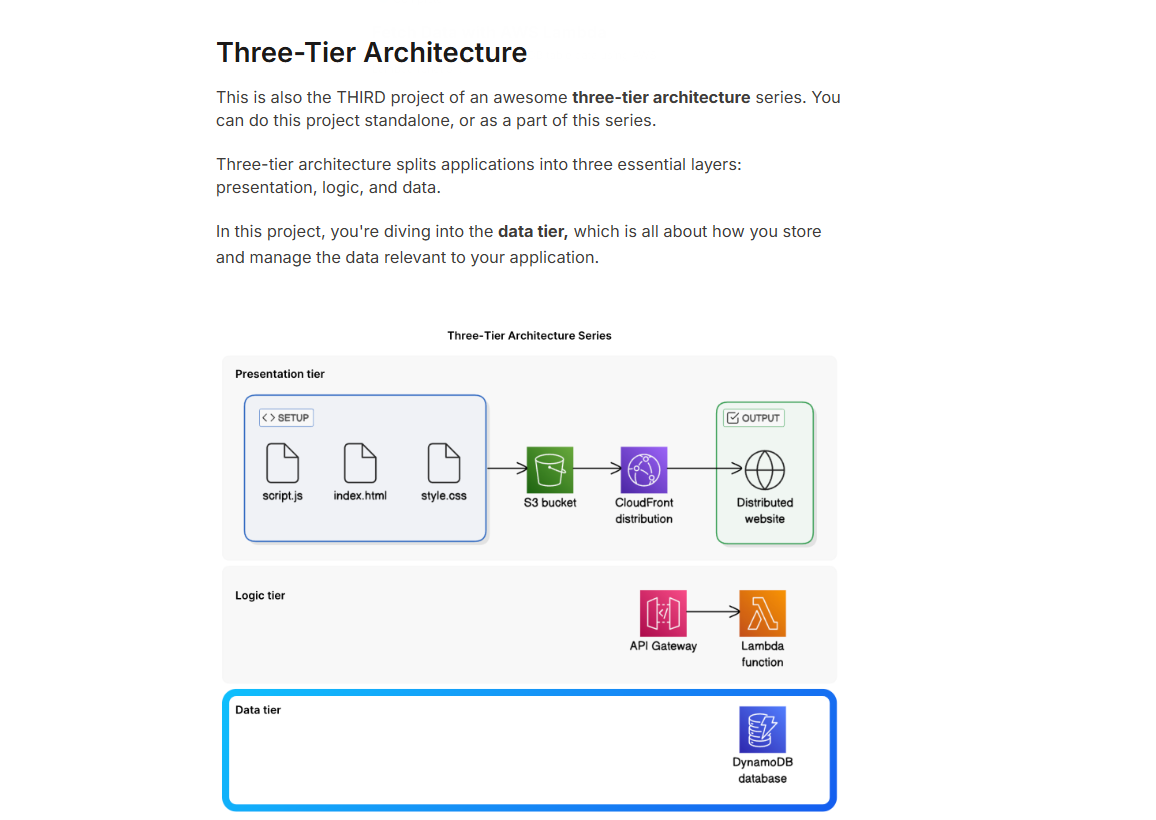 Three-Tier Architecture
This is also the THIRD project of an awesome three-tier architecture series. You
can do this project standalone, or as a part of this series.
Three-tier architecture splits applications into three essential layers:
presentation, logic, and data.
In this project, you're diving into the data tier, which is all about how you store
and manage the data relevant to your application.
Three-Tier Architecture Series
Presentation tier
<> SETUP
OUTPUT
script.js
index.html
style.css
S3 bucket
CloudFront
distribution
Distributed
website
Logic tier
API Gateway
Lambda
function
Data tier
DynamoDB
database